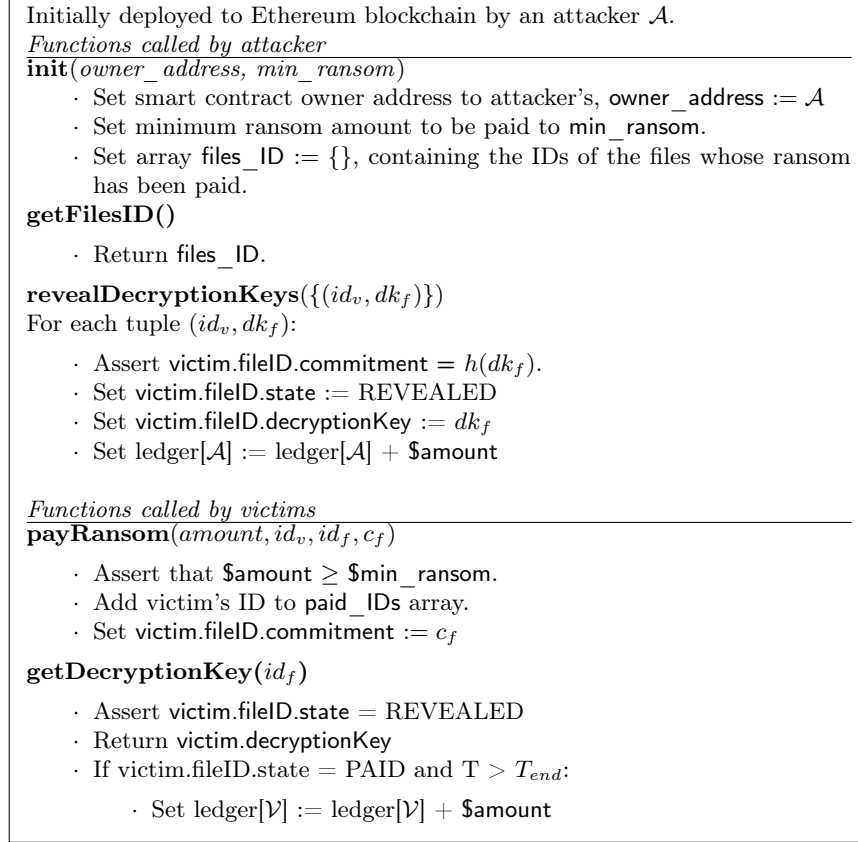 Initially deployed to Ethereum blockchain by an attacker 𝒜.
Functions called by attacker
init(owner_address, min_ransom)
· Set smart contract owner address to attacker's, owner_address := 𝒜
· Set minimum ransom amount to be paid to min_ransom.
· Set array files_ID := {}, containing the IDs of the files whose ransom
has been paid.
getFilesID()
· Return files_ID.
revealDecryptionKeys({(id_v, dk_f)})
For each tuple (id_v, dk_f):
· Assert victim.fileID.commitment = h(dk_f).
· Set victim.fileID.state := REVEALED
· Set victim.fileID.decryptionKey := dk_f
· Set ledger[𝒜] := ledger[𝒜] + $amount
Functions called by victims
payRansom(amount, id_v, id_f, c_f)
· Assert that $amount ≥ $min_ransom.
· Add victim's ID to paid_IDs array.
· Set victim.fileID.commitment := c_f
getDecryptionKey(id_f)
· Assert victim.fileID.state = REVEALED
· Return victim.decryptionKey
· If victim.fileID.state = PAID and T > T_end:
· Set ledger[𝒱] := ledger[𝒱] + $amount